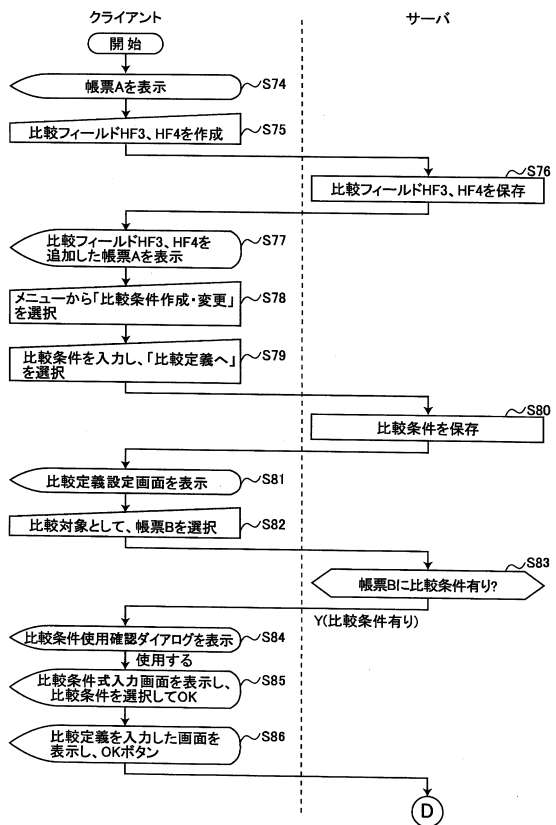 クライアント
サーバ
開始
帳票Aを表示
S74
比較フィールドHF3、HF4を作成
S75
S76
比較フィールドHF3、HF4を保存
比較フィールドHF3、HF4を
追加した帳票Aを表示
S77
メニューから「比較条件作成・変更」
を選択
S78
比較条件を入力し、「比較定義へ」
を選択
S79
S80
比較条件を保存
比較定義設定画面を表示
S81
比較対象として、帳票Bを選択
S82
S83
帳票Bに比較条件有り?
Y(比較条件有り)
比較条件使用確認ダイアログを表示
S84
使用する
比較条件式入力画面を表示し、
比較条件を選択してOK
S85
比較定義を入力した画面を
表示し、OKボタン
S86
D